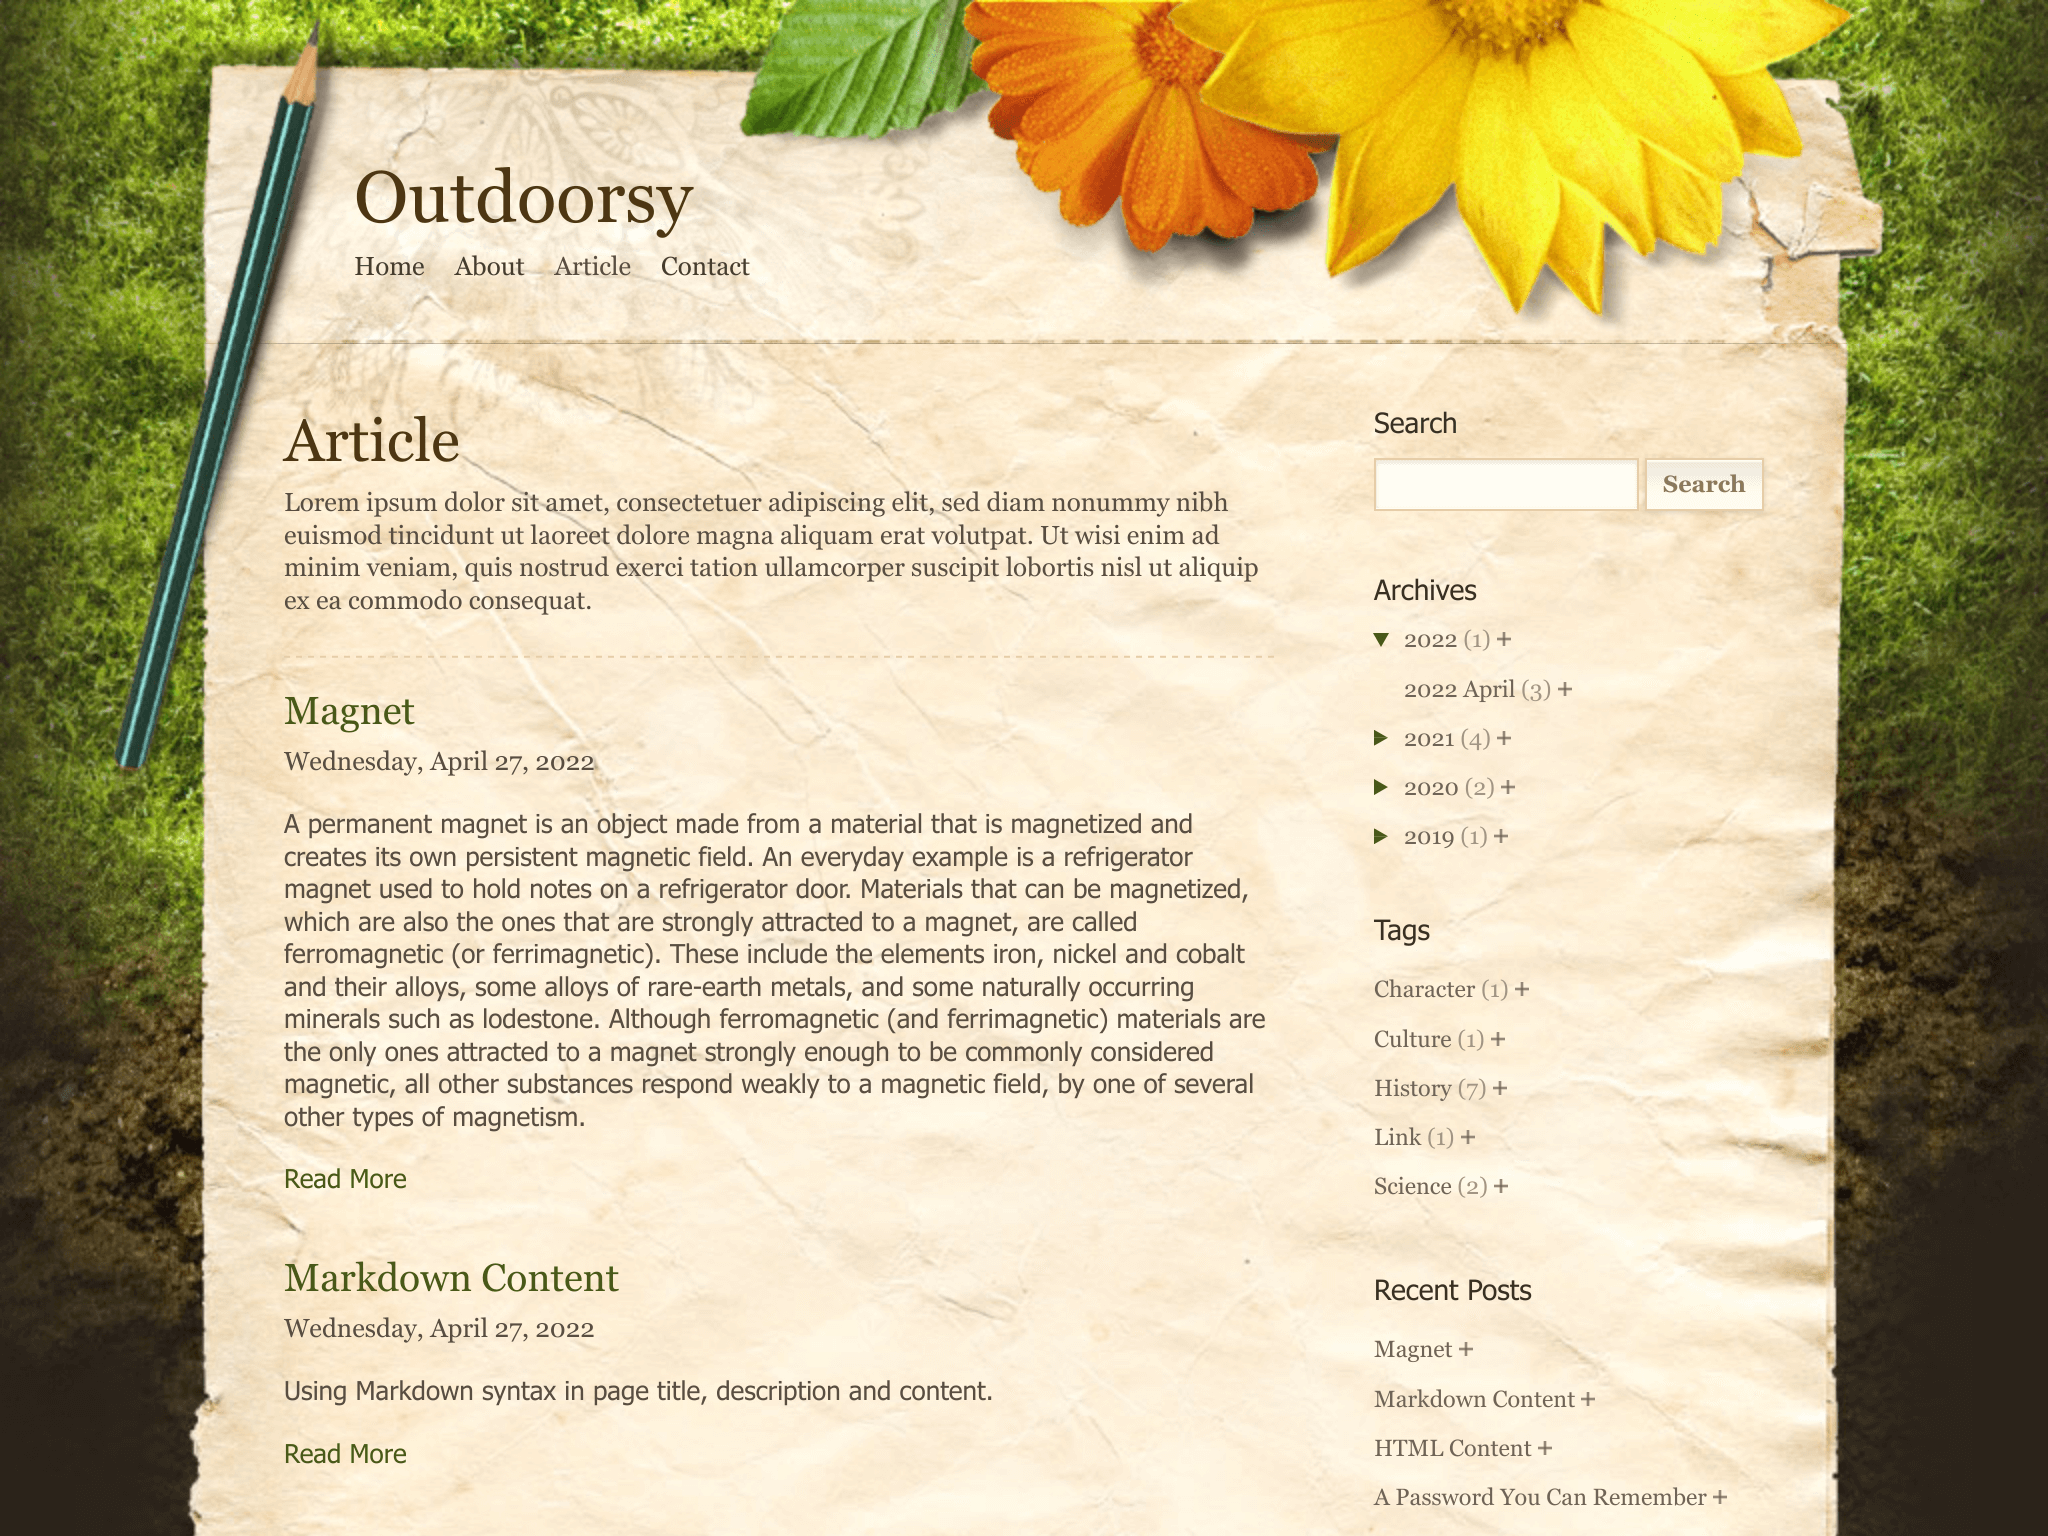 Outdoorsy
Home About Article Contact
Article
Lorem ipsum dolor sit amet, consectetuer adipiscing elit, sed diam nonummy nibh
euismod tincidunt ut laoreet dolore magna aliquam erat volutpat. Ut wisi enim ad
minim veniam, quis nostrud exerci tation ullamcorper suscipit lobortis nisl ut aliquip
ex ea commodo consequat.
Magnet
Wednesday, April 27, 2022
A permanent magnet is an object made from a material that is magnetized and
creates its own persistent magnetic field. An everyday example is a refrigerator
magnet used to hold notes on a refrigerator door. Materials that can be magnetized,
which are also the ones that are strongly attracted to a magnet, are called
ferromagnetic (or ferrimagnetic). These include the elements iron, nickel and cobalt
and their alloys, some alloys of rare-earth metals, and some naturally occurring
minerals such as lodestone. Although ferromagnetic (and ferrimagnetic) materials are
the only ones attracted to a magnet strongly enough to be commonly considered
magnetic, all other substances respond weakly to a magnetic field, by one of several
other types of magnetism.
Read More
Markdown Content
Wednesday, April 27, 2022
Using Markdown syntax in page title, description and content.
Read More
Search
Search
Archives
▼ 2022 (1) +
2022 April (3) +
► 2021 (4) +
► 2020 (2) +
► 2019 (1) +
Tags
Character (1) +
Culture (1) +
History (7) +
Link (1) +
Science (2) +
Recent Posts
Magnet +
Markdown Content +
HTML Content +
A Password You Can Remember +